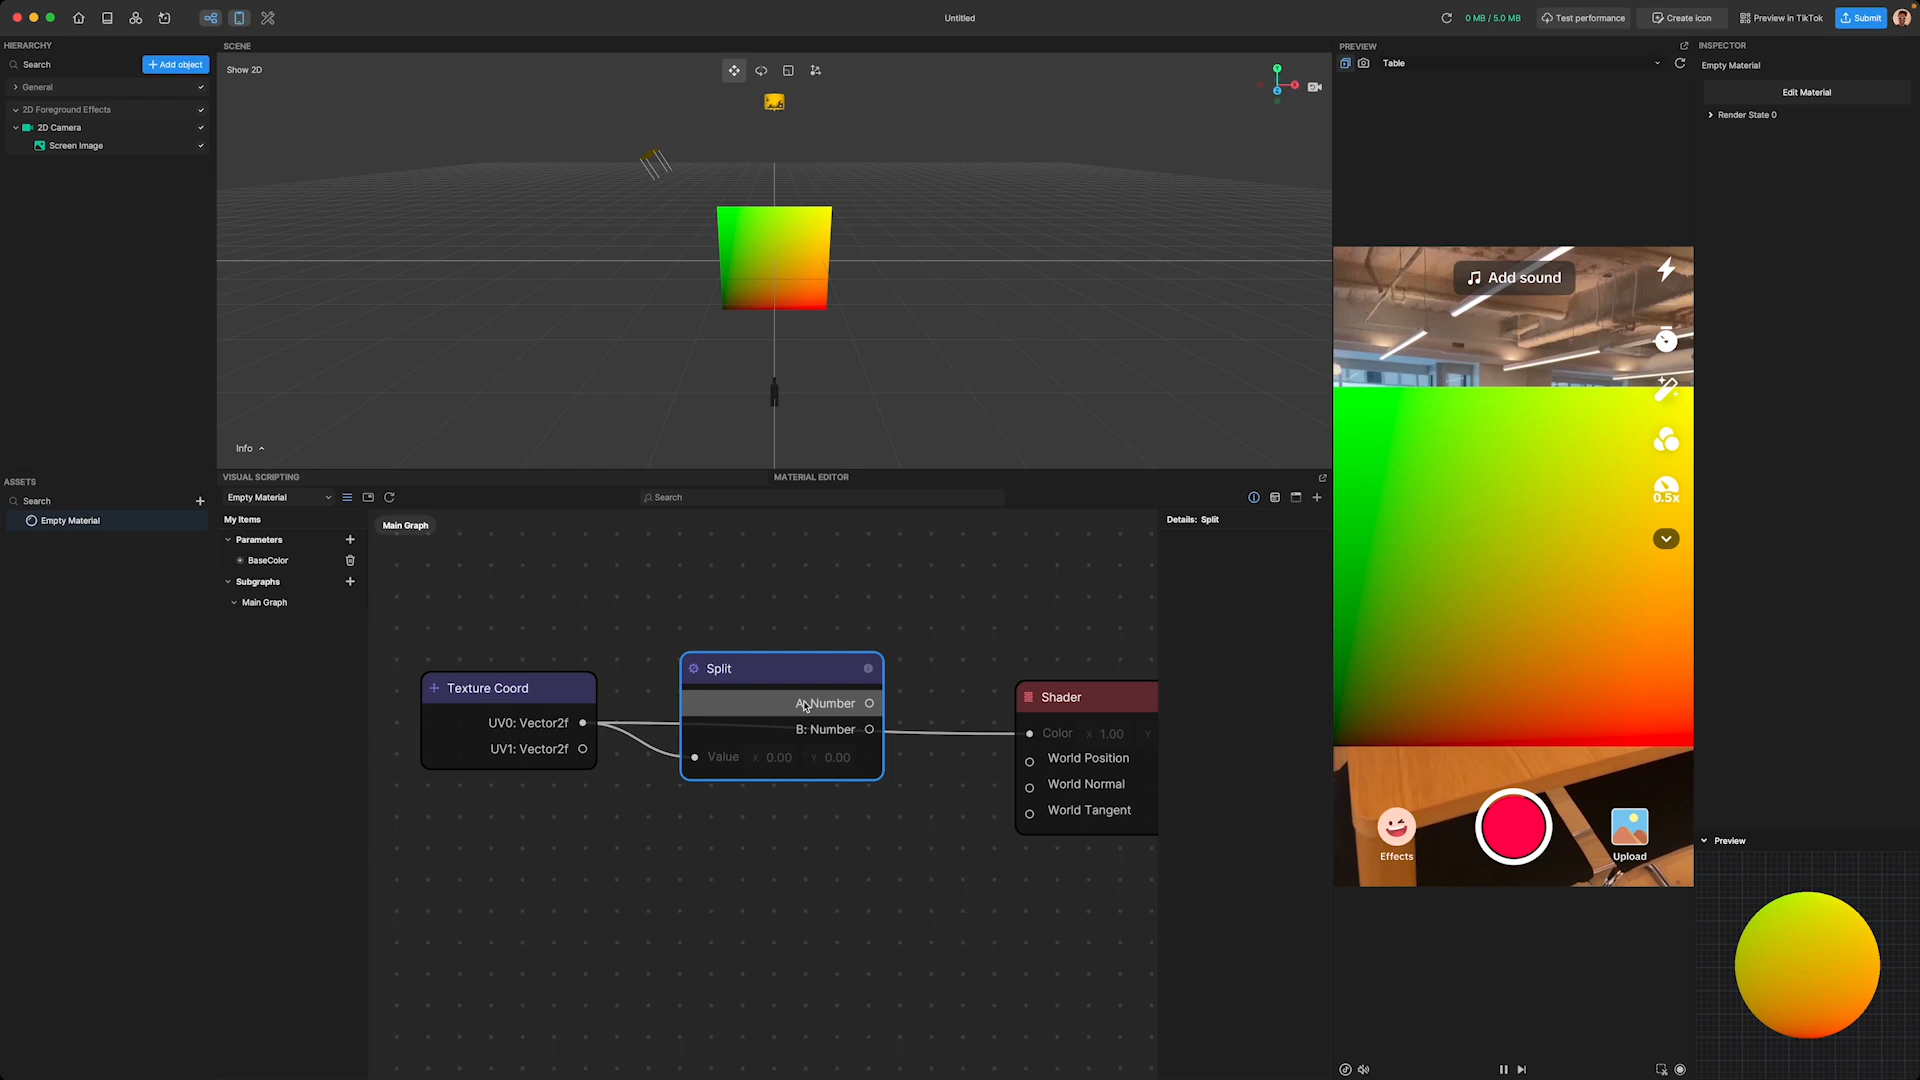 Untitled
0 MB / 5.0 MB
Test performance
Create icon
Preview in TikTok
Submit
HIERARCHY
Search
Add object
General
2D Foreground Effects
2D Camera
Screen Image
SCENE
Show 2D
Info
PREVIEW
Table
Add sound
0.5x
Effects
Upload
INSPECTOR
Empty Material
Edit Material
Render State 0
Preview
ASSETS
Search
Empty Material
VISUAL SCRIPTING
MATERIAL EDITOR
Empty Material
Search
My Items
Parameters
BaseColor
Subgraphs
Main Graph
Main Graph
Details: Split
Texture Coord
UV0: Vector2f
UV1: Vector2f
Split
A: Number
B: Number
Value X 0.00 Y 0.00
Shader
Color X 1.00 Y
World Position
World Normal
World Tangent